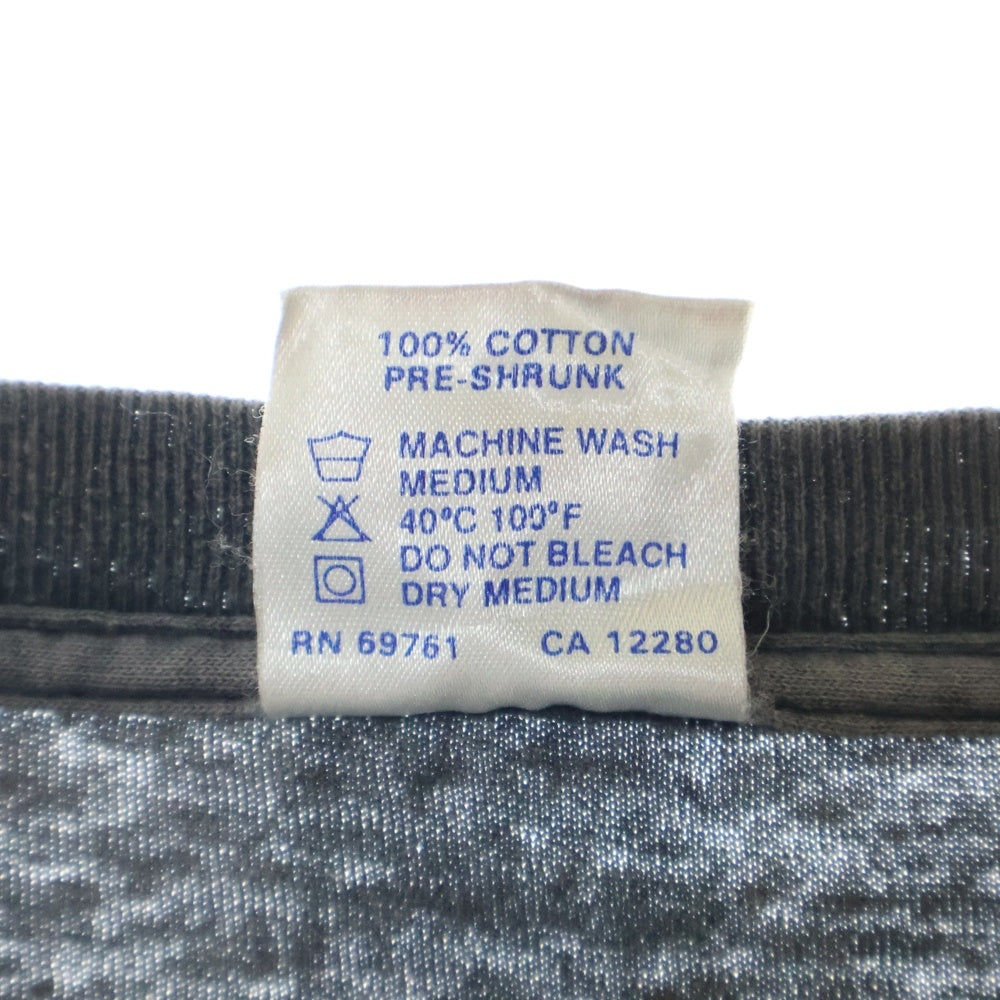 100% COTTON
PRE-SHRUNK
MACHINE WASH
MEDIUM
40°C 100°F
DO NOT BLEACH
DRY MEDIUM
RN 69761 CA 12280